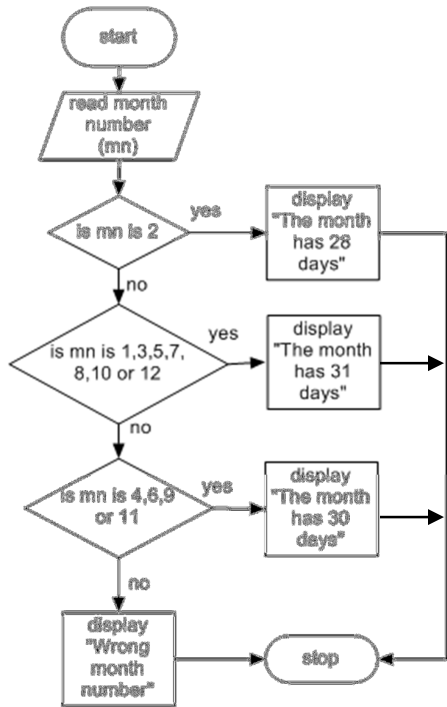 start
read month
number
(mn)
is mn is 2
yes
display
"The month
has 28
days"
no
is mn is 1,3,5,7,
8,10 or 12
yes
display
"The month
has 31
days"
no
is mn is 4,6,9
or 11
yes
display
"The month
has 30
days"
no
display
"Wrong
month
number"
stop